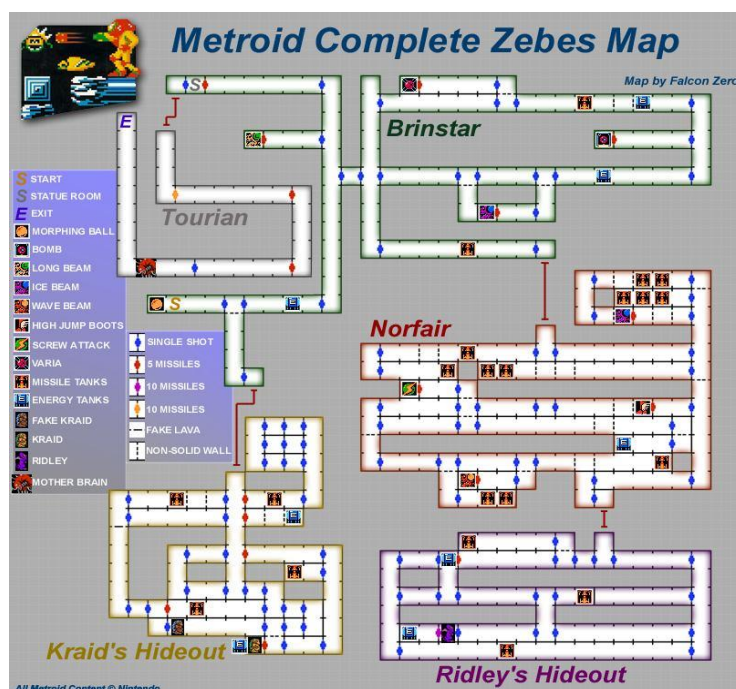 Metroid Complete Zebes Map
Map by Falcon Zero
S
Brinstar
E
Tourian
S START
S STATUE ROOM
E EXIT
MORPHING BALL
BOMB
LONG BEAM
ICE BEAM
WAVE BEAM
HIGH JUMP BOOTS
SCREW ATTACK
VARIA
MISSILE TANKS
ENERGY TANKS
FAKE KRAID
KRAID
RIDLEY
MOTHER BRAIN
S
SINGLE SHOT
5 MISSILES
10 MISSILES
10 MISSILES
FAKE LAVA
NON-SOLID WALL
Norfair
Kraid's Hideout
Ridley's Hideout
All Metroid Content © Nintendo